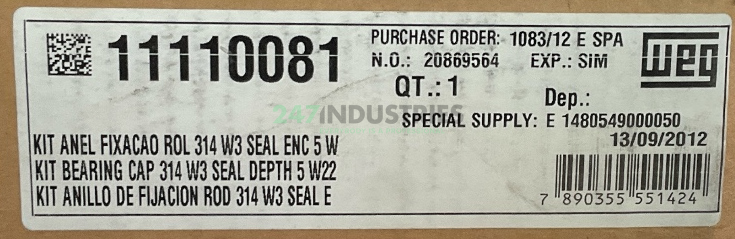 11110081
PURCHASE ORDER: 1083/12 E SPA
N.O.: 20869564 EXP.: SIM
WEG
QT.: 1
Dep.:
247INDUSTRIES
SPECIAL SUPPLY: E 1480549000050
13/09/2012
KIT ANEL FIXACAO ROL 314 W3 SEAL ENC 5 W
KIT BEARING CAP 314 W3 SEAL DEPTH 5 W22
KIT ANILLO DE FIJACION ROD 314 W3 SEAL E
7 890355 551424